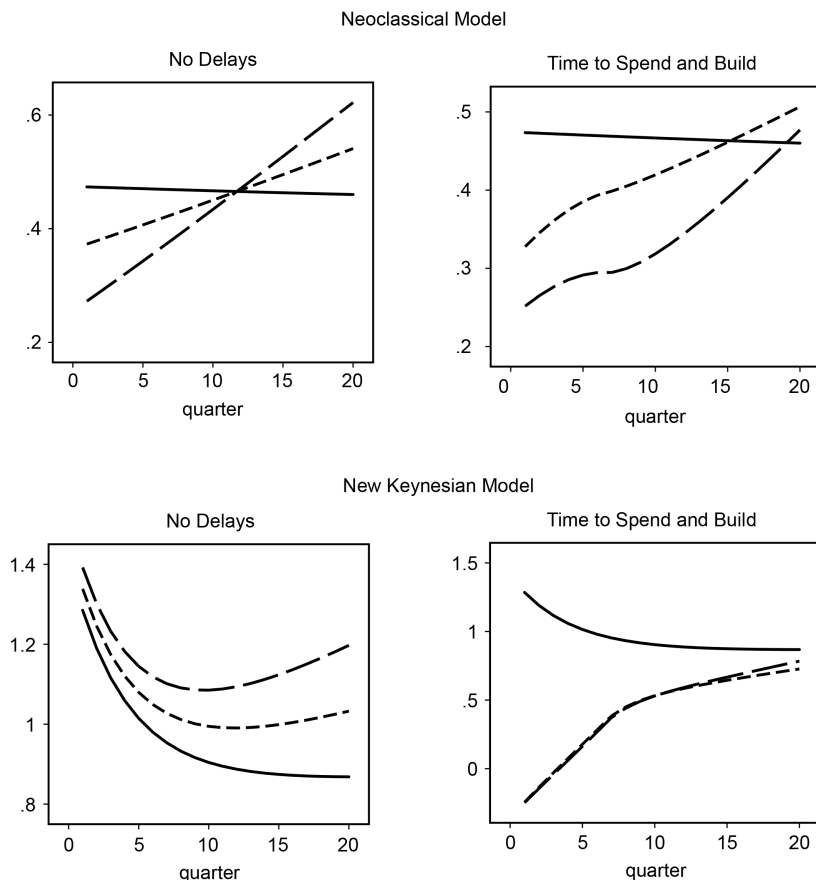 Neoclassical Model
No Delays
Time to Spend and Build
.6
.4
.2
0 5 10 15 20
quarter
.5
.4
.3
.2
0 5 10 15 20
quarter
New Keynesian Model
No Delays
Time to Spend and Build
1.4
1.2
1
.8
0 5 10 15 20
quarter
1.5
1
.5
0
0 5 10 15 20
quarter